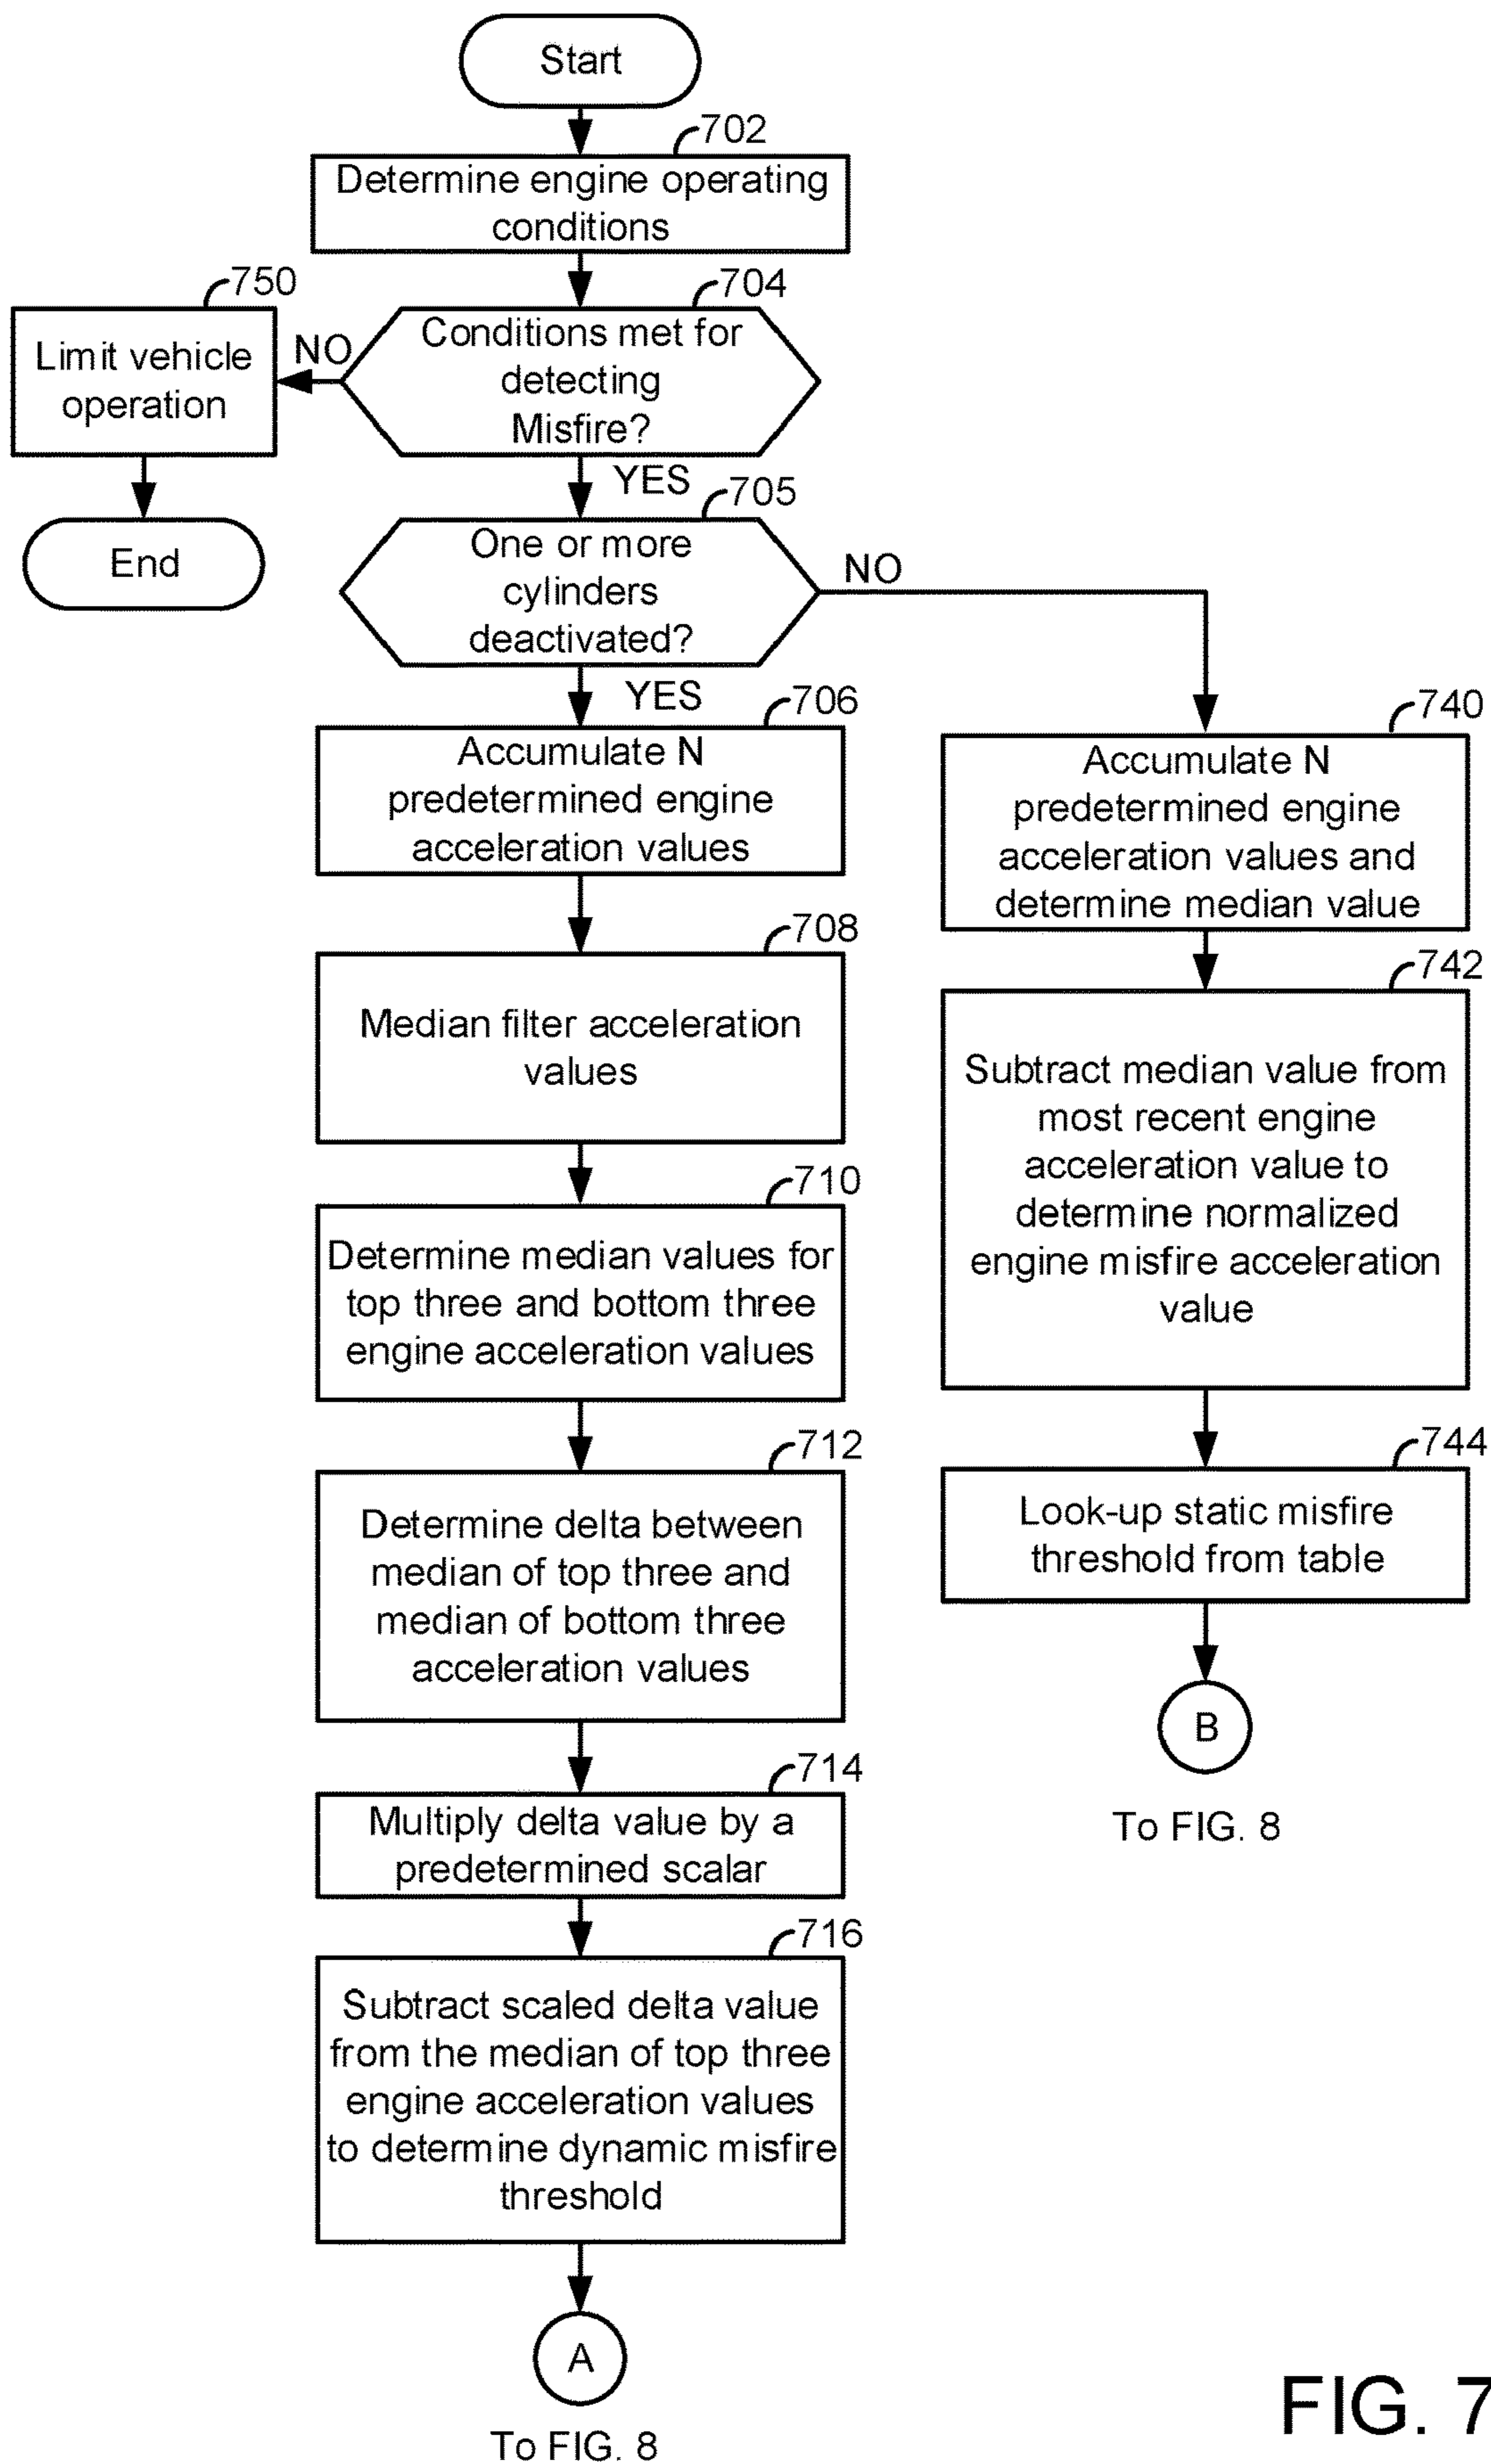 Start
702
Determine engine operating
conditions
750
704
Limit vehicle
operation
NO
Conditions met for
detecting
Misfire?
YES
705
End
One or more
cylinders
deactivated?
NO
YES
706
Accumulate N
predetermined engine
acceleration values
708
Median filter acceleration
values
710
Determine median values for
top three and bottom three
engine acceleration values
712
Determine delta between
median of top three and
median of bottom three
acceleration values
714
Multiply delta value by a
predetermined scalar
716
Subtract scaled delta value
from the median of top three
engine acceleration values
to determine dynamic misfire
threshold
A
To FIG. 8
740
Accumulate N
predetermined engine
acceleration values and
determine median value
742
Subtract median value from
most recent engine
acceleration value to
determine normalized
engine misfire acceleration
value
744
Look-up static misfire
threshold from table
B
To FIG. 8
FIG. 7